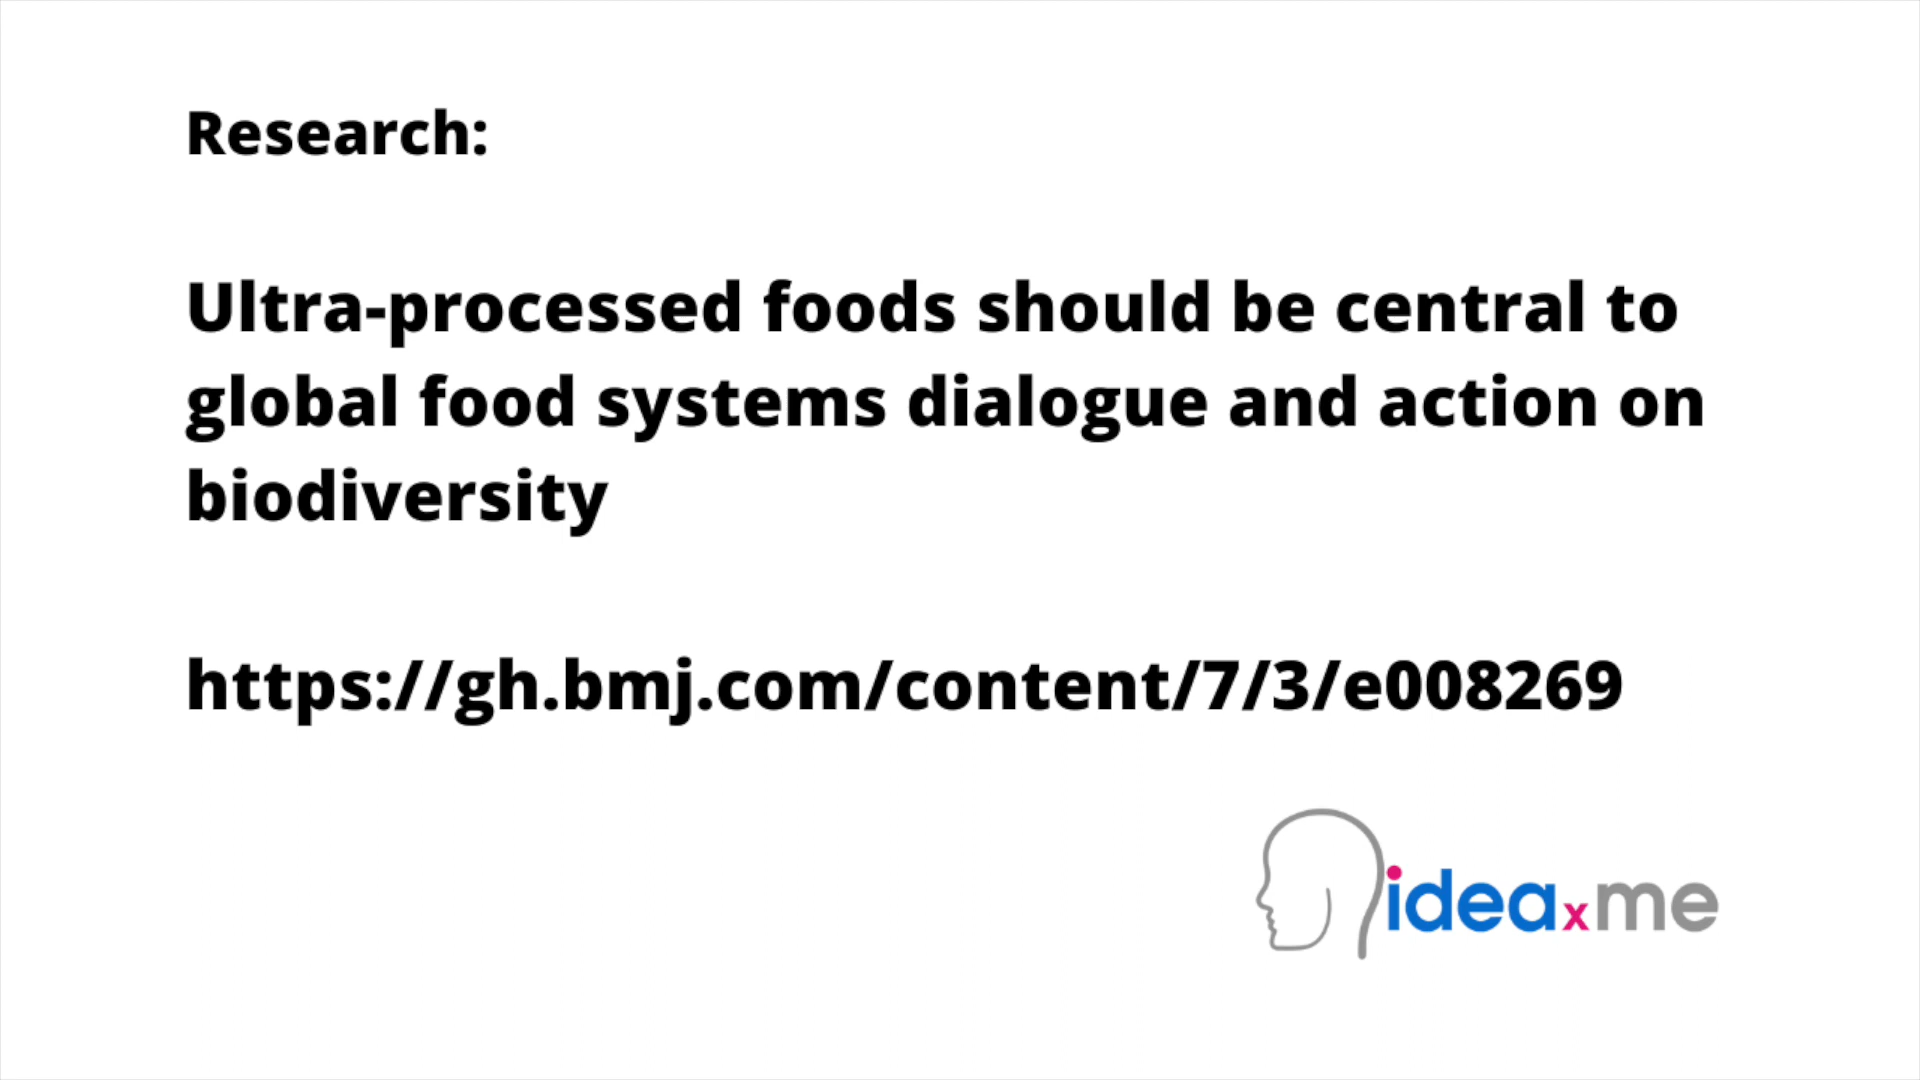 Research:
Ultra-processed foods should be central to
global food systems dialogue and action on
biodiversity
https://gh.bmj.com/content/7/3/e008269
ideaxme